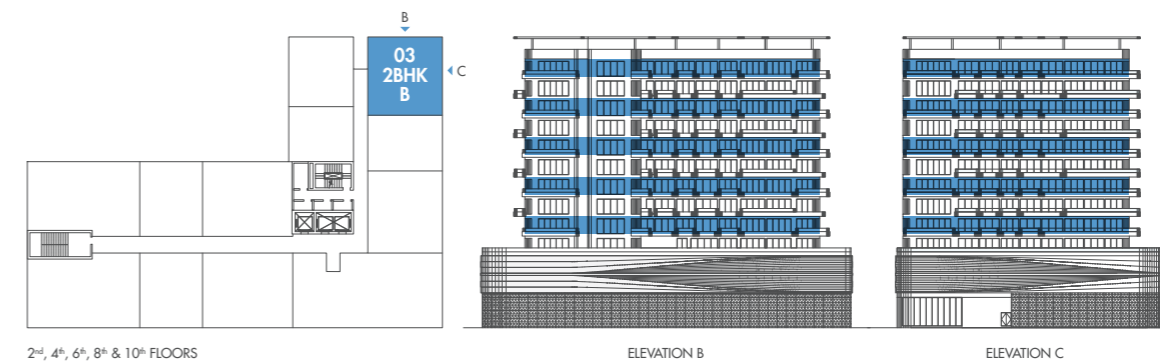 B
03
2BHK
B
C
2nd, 4th, 6th, 8th & 10th FLOORS
ELEVATION B
ELEVATION C